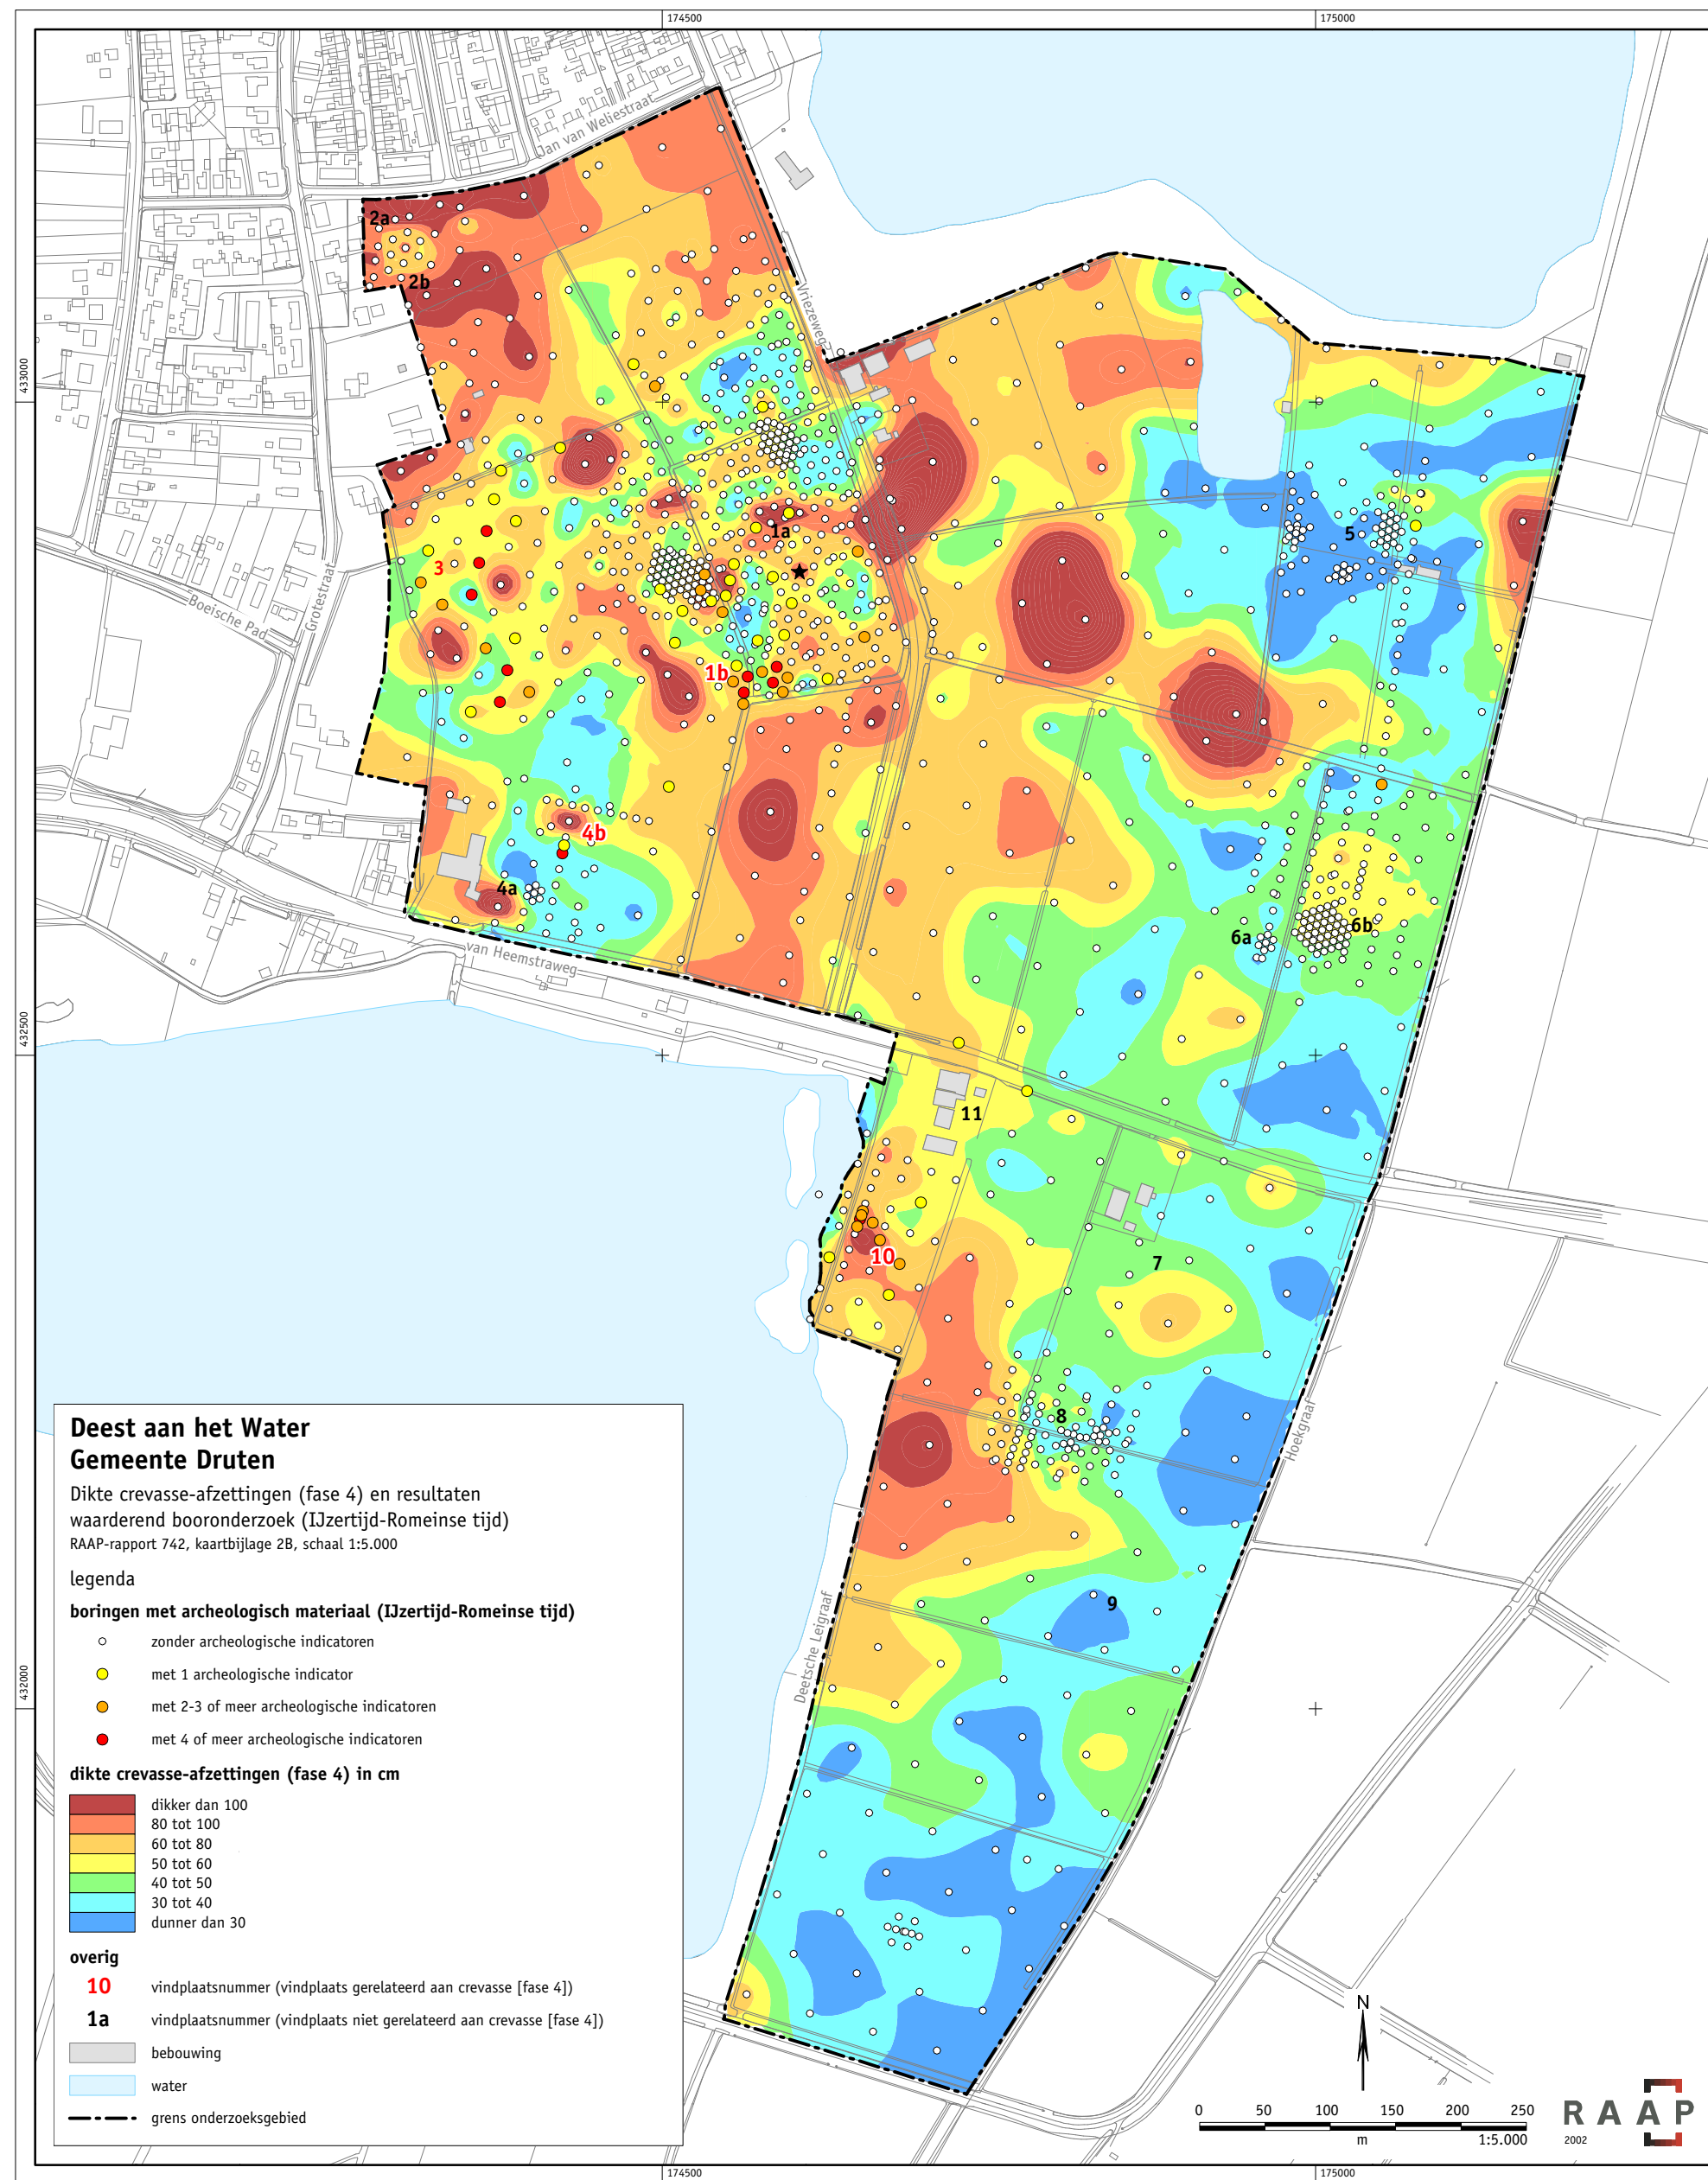 174500
175000
Jan van Weliestraat
2a
2b
Vriezeweg
433000
1a
3
5
Boeische Pad
Grotestraat
1b
4b
4a
6a
6b
van Heemstraweg
432500
11
10
7
8
Hoekgraaf
9
Deetsche Leigraaf
432000
Deest aan het Water
Gemeente Druten
Dikte crevasse-afzettingen (fase 4) en resultaten
waarderend booronderzoek (IJzertijd-Romeinse tijd)
RAAP-rapport 742, kaartbijlage 2B, schaal 1:5.000
legenda
boringen met archeologisch materiaal (IJzertijd-Romeinse tijd)
zonder archeologische indicatoren
met 1 archeologische indicator
met 2-3 of meer archeologische indicatoren
met 4 of meer archeologische indicatoren
dikte crevasse-afzettingen (fase 4) in cm
dikker dan 100
80 tot 100
60 tot 80
50 tot 60
40 tot 50
30 tot 40
dunner dan 30
overig
10 vindplaatsnummer (vindplaats gerelateerd aan crevasse [fase 4])
1a vindplaatsnummer (vindplaats niet gerelateerd aan crevasse [fase 4])
bebouwing
water
grens onderzoeksgebied
N
0 50 100 150 200 250
m 1:5.000
RAAP
2002
174500
175000